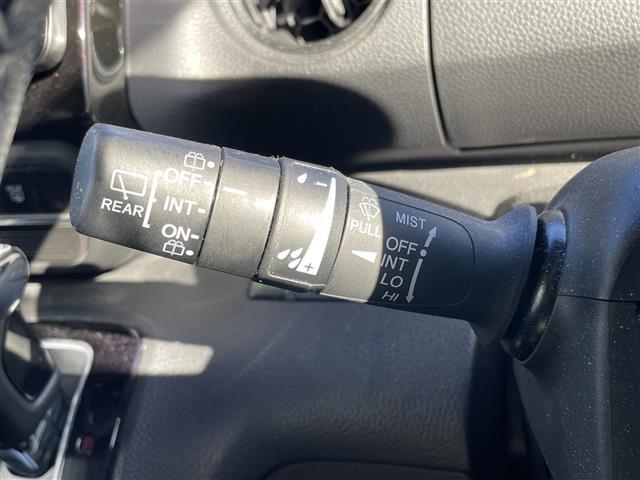 REAR
OFF
INT
ON
- 
+
PULL
MIST
OFF
INT
LO
HI